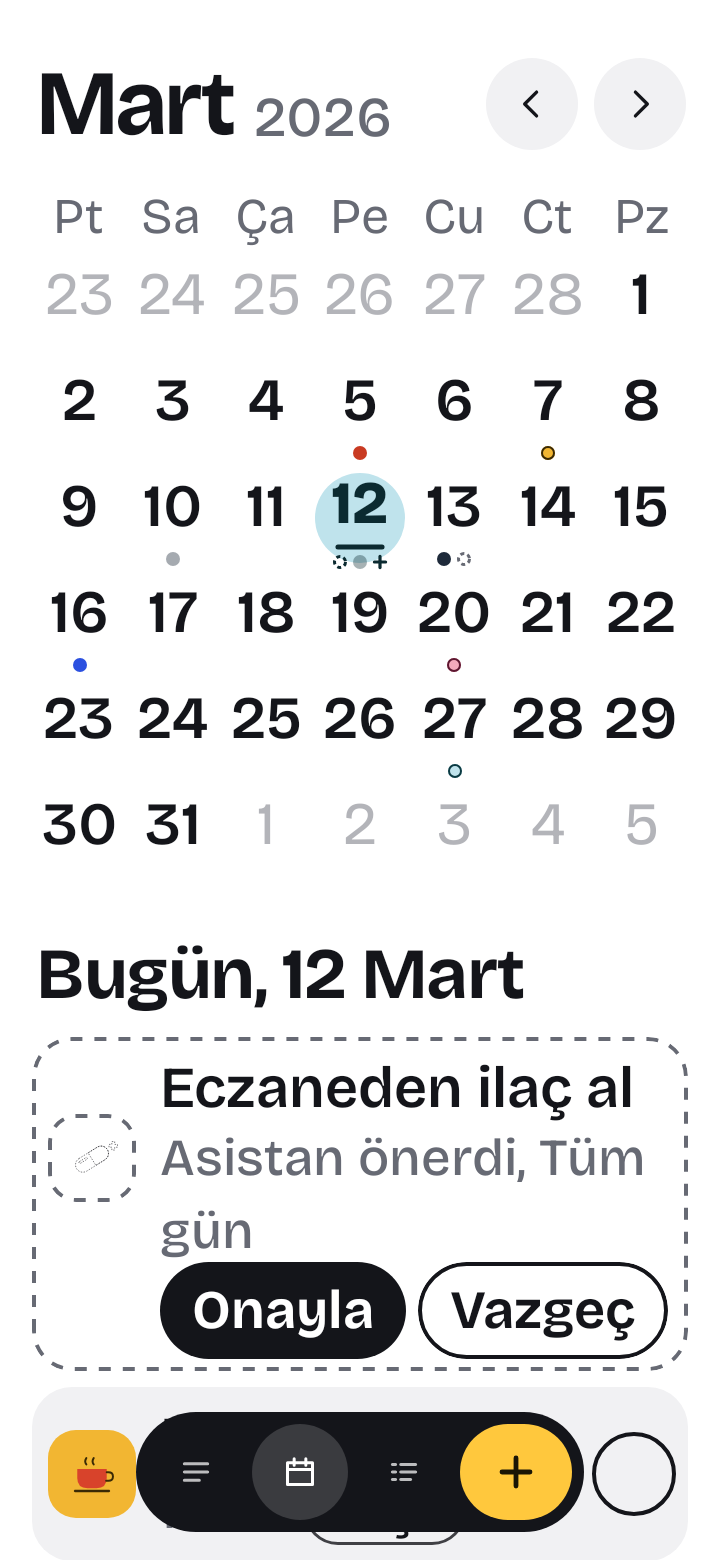 Mart 2026
Pt Sa Ça Pe Cu Ct Pz
23 24 25 26 27 28 1
2 3 4 5 6 7 8
9 10 11 12 13 14 15
16 17 18 19 20 21 22
23 24 25 26 27 28 29
30 31 1 2 3 4 5
Bugün, 12 Mart
Eczaneden ilaç al
Asistan önerdi, Tüm
gün
Onayla Vazgeç